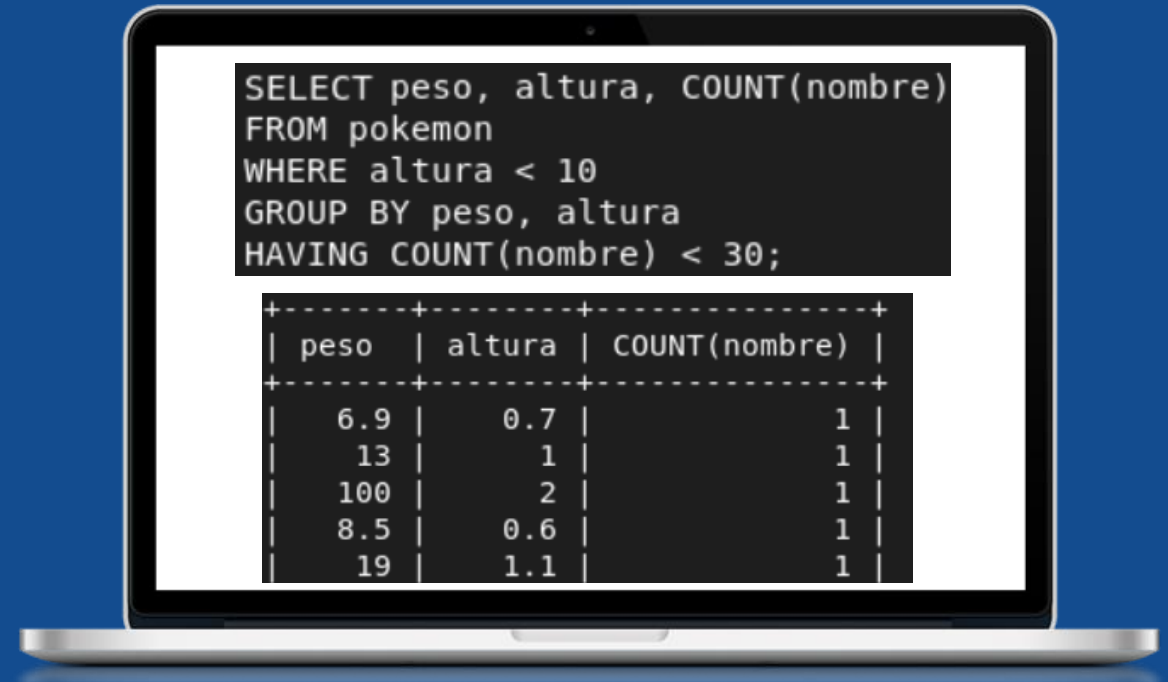 SELECT peso, altura, COUNT(nombre)
FROM pokemon
WHERE altura < 10
GROUP BY peso, altura
HAVING COUNT(nombre) < 30;
+-------+--------+---------------+
| peso  | altura | COUNT(nombre) |
+-------+--------+---------------+
|   6.9 |    0.7 |             1 |
|    13 |      1 |             1 |
|   100 |      2 |             1 |
|   8.5 |    0.6 |             1 |
|    19 |    1.1 |             1 |